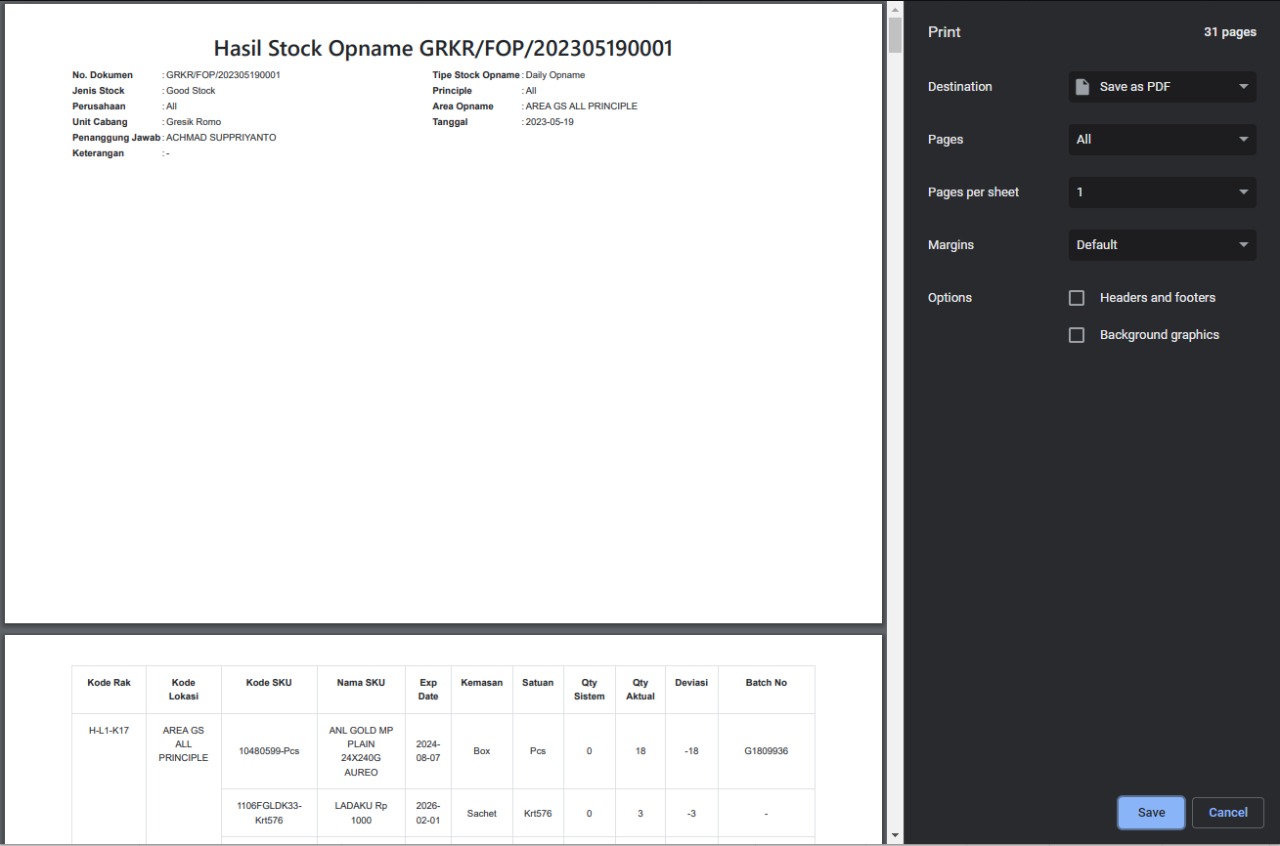 Hasil Stock Opname GRKR/FOP/202305190001
No. Dokumen : GRKR/FOP/202305190001 Tipe Stock Opname : Daily Opname
Jenis Stock : Good Stock Principle : All
Perusahaan : All Area Opname : AREA GS ALL PRINCIPLE
Unit Cabang : Gresik Romo Tanggal : 2023-05-19
Penanggung Jawab : ACHMAD SUPPRIYANTO
Keterangan : -
Kode Rak Kode Lokasi Kode SKU Nama SKU Exp Date Kemasan Satuan Qty Sistem Qty Aktual Deviasi Batch No
H-L1-K17 AREA GS ALL PRINCIPLE 10480599-Pcs ANL GOLD MP PLAIN 24X240G AUREO 2024-08-07 Box Pcs 0 18 -18 G1809936
1106FGLDK33-Krt576 LADAKU Rp 1000 2026-02-01 Sachet Krt576 0 3 -3 -
Print 31 pages
Destination Save as PDF
Pages All
Pages per sheet 1
Margins Default
Options Headers and footers
Background graphics
Save Cancel